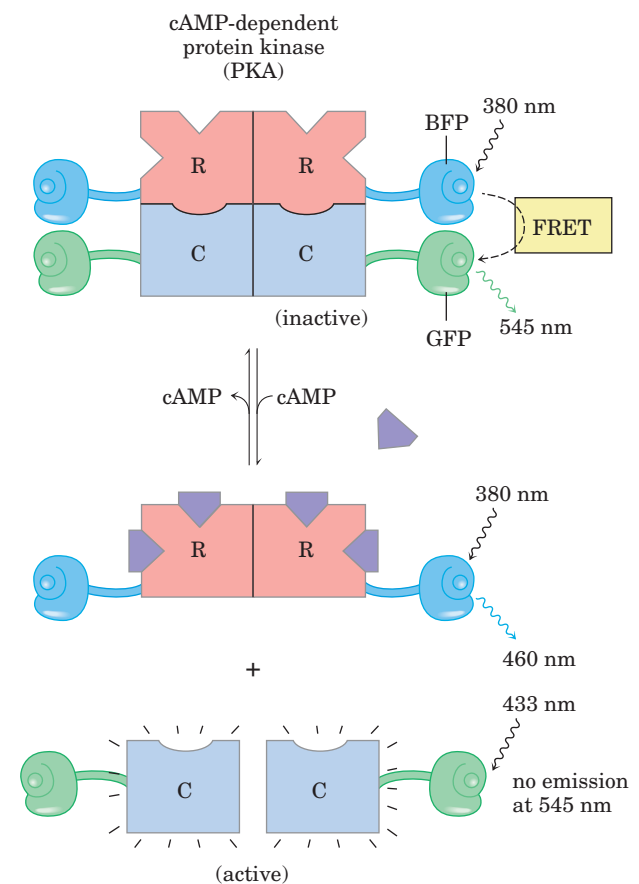 cAMP-dependent
protein kinase
(PKA)
380 nm
BFP
R
R
FRET
C
C
(inactive)
545 nm
GFP
cAMP
cAMP
380 nm
R
R
460 nm
+
433 nm
C
C
no emission
at 545 nm
(active)